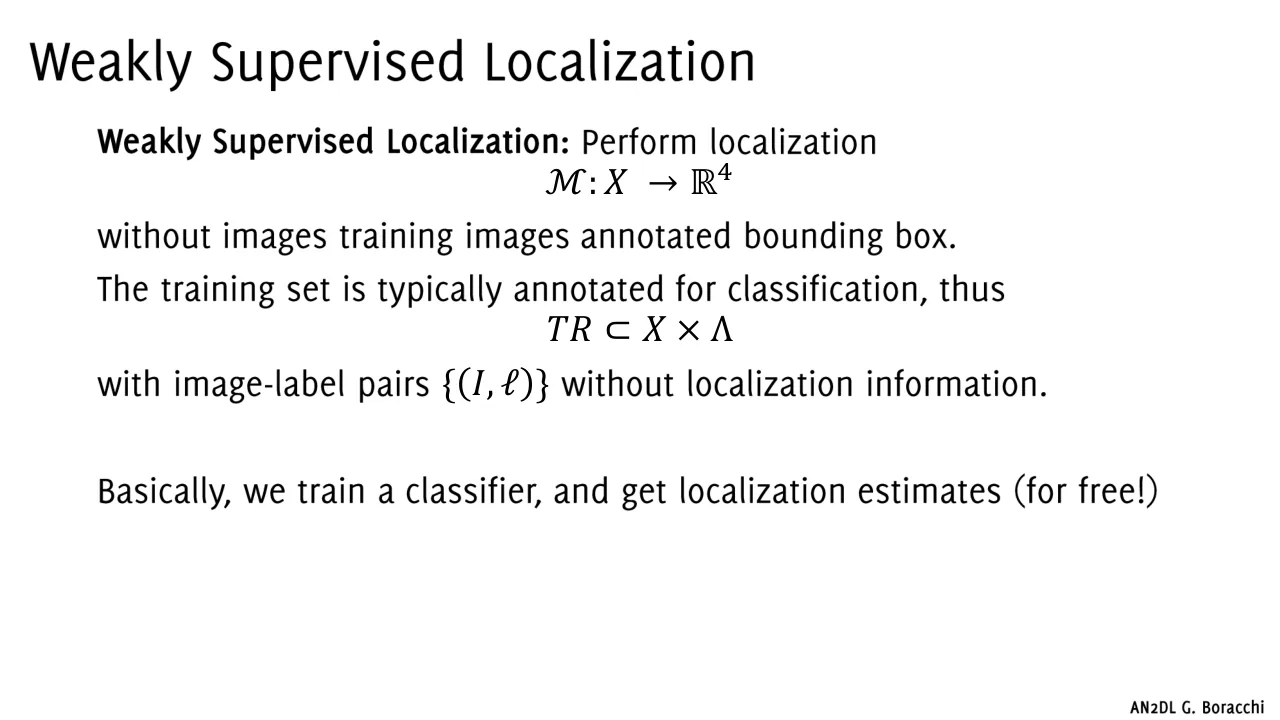 Weakly Supervised Localization
Weakly Supervised Localization: Perform localization
ℳ: X → ℝ⁴
without images training images annotated bounding box.
The training set is typically annotated for classification, thus
TR ⊂ X × Λ
with image-label pairs {(I, ℓ)} without localization information.
Basically, we train a classifier, and get localization estimates (for free!)
AN2DL G. Boracchi